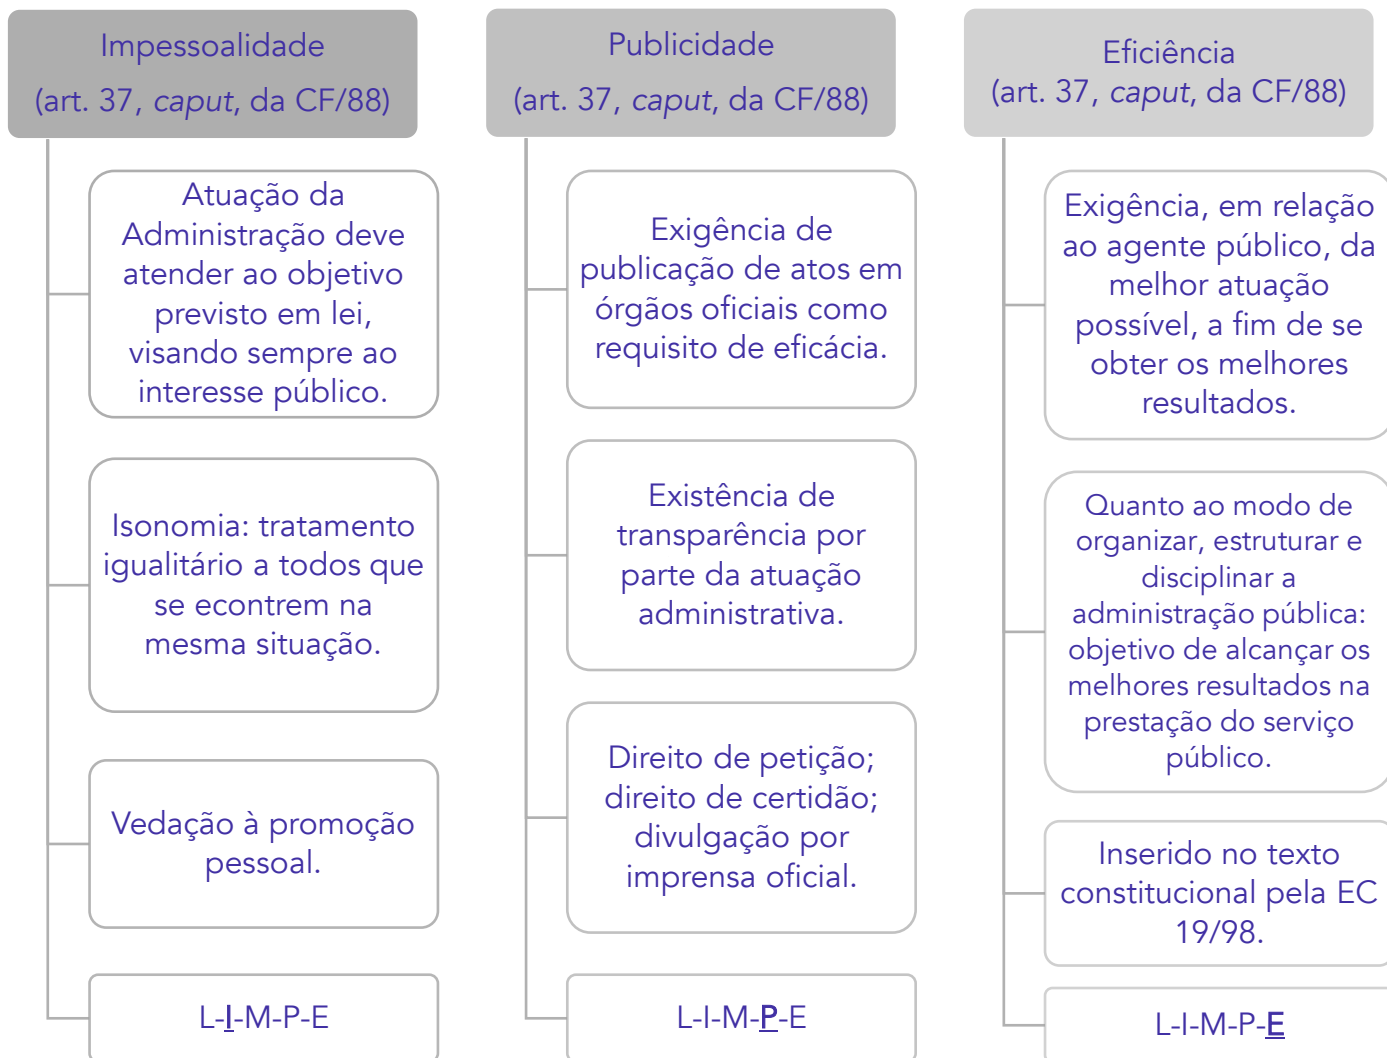 Impessoalidade
(art. 37, caput, da CF/88)
Atuação da
Administração deve
atender ao objetivo
previsto em lei,
visando sempre ao
interesse público.
Isonomia: tratamento
igualitário a todos que
se econtrem na
mesma situação.
Vedação à promoção
pessoal.
L-I-M-P-E
Publicidade
(art. 37, caput, da CF/88)
Exigência de
publicação de atos em
órgãos oficiais como
requisito de eficácia.
Existência de
transparência por
parte da atuação
administrativa.
Direito de petição;
direito de certidão;
divulgação por
imprensa oficial.
L-I-M-P-E
Eficiência
(art. 37, caput, da CF/88)
Exigência, em relação
ao agente público, da
melhor atuação
possível, a fim de se
obter os melhores
resultados.
Quanto ao modo de
organizar, estruturar e
disciplinar a
administração pública:
objetivo de alcançar os
melhores resultados na
prestação do serviço
público.
Inserido no texto
constitucional pela EC
19/98.
L-I-M-P-E